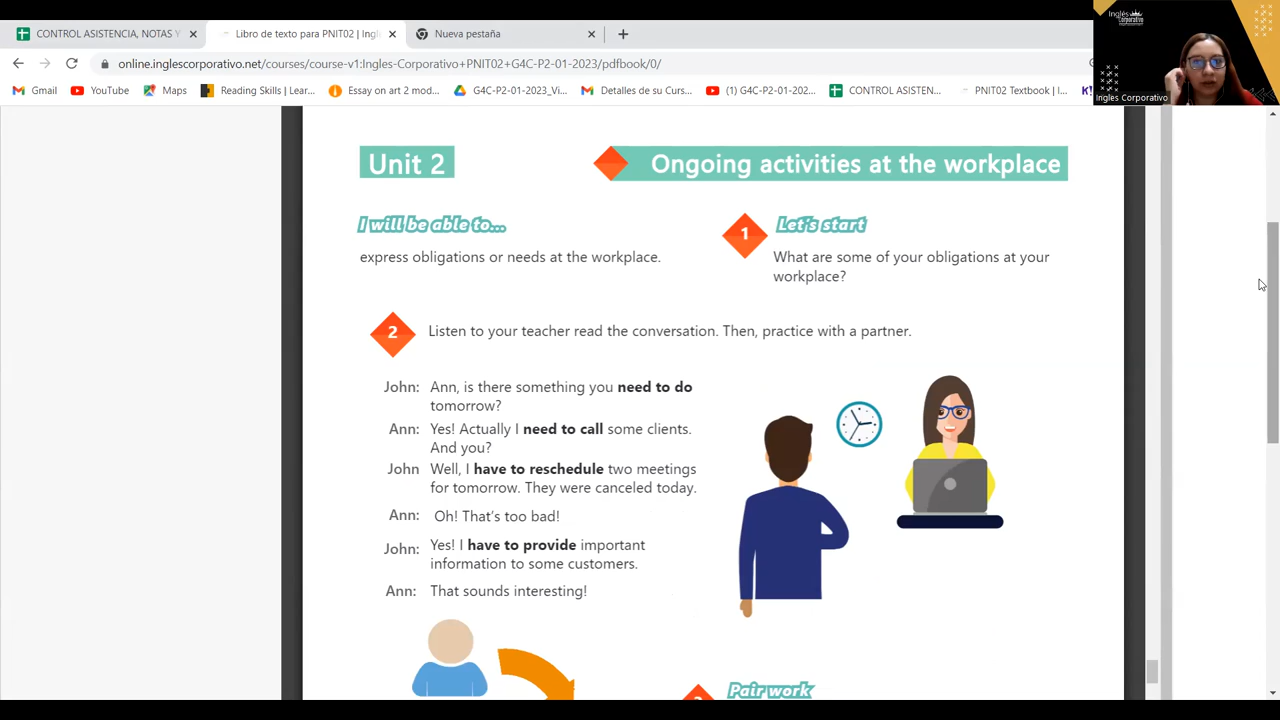 CONTROL ASISTENCIA, NOTAS Y
Libro de texto para PNIT02 | Ingl
Nueva pestaña
online.inglescorporativo.net/courses/course-v1:Ingles-Corporativo+PNIT02+G4C-P2-01-2023/pdfbook/0/
Gmail
YouTube
Maps
Reading Skills | Lear...
Essay on art 2 mod...
G4C-P2-01-2023_Vi...
Detalles de su Curs...
(1) G4C-P2-01-202...
CONTROL ASISTEN...
PNIT02 Textbook | I...
Inglés
Corporativo
Ingles Corporativo
Unit 2
Ongoing activities at the workplace
I will be able to...
express obligations or needs at the workplace.
1
Let's start
What are some of your obligations at your
workplace?
2
Listen to your teacher read the conversation. Then, practice with a partner.
John: Ann, is there something you need to do
tomorrow?
Ann: Yes! Actually I need to call some clients.
And you?
John Well, I have to reschedule two meetings
for tomorrow. They were canceled today.
Ann: Oh! That's too bad!
John: Yes! I have to provide important
information to some customers.
Ann: That sounds interesting!
Pair work